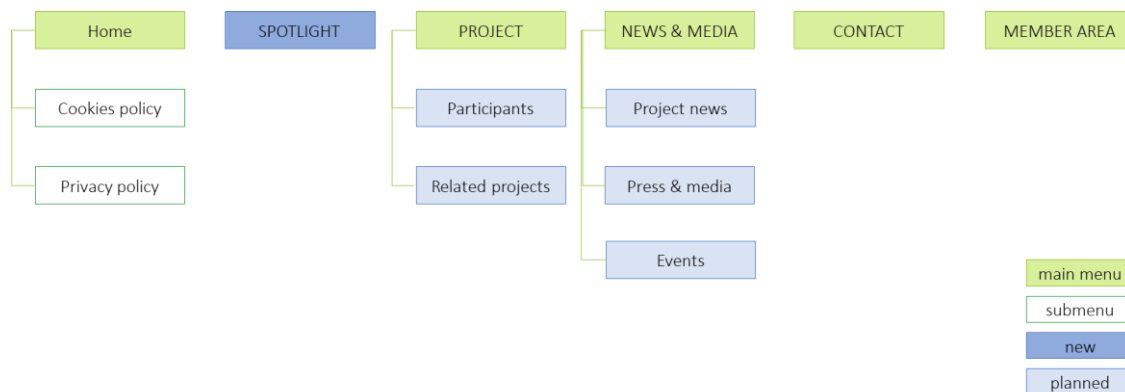 Home
SPOTLIGHT
PROJECT
NEWS & MEDIA
CONTACT
MEMBER AREA
Cookies policy
Participants
Project news
Privacy policy
Related projects
Press & media
Events
main menu
submenu
new
planned